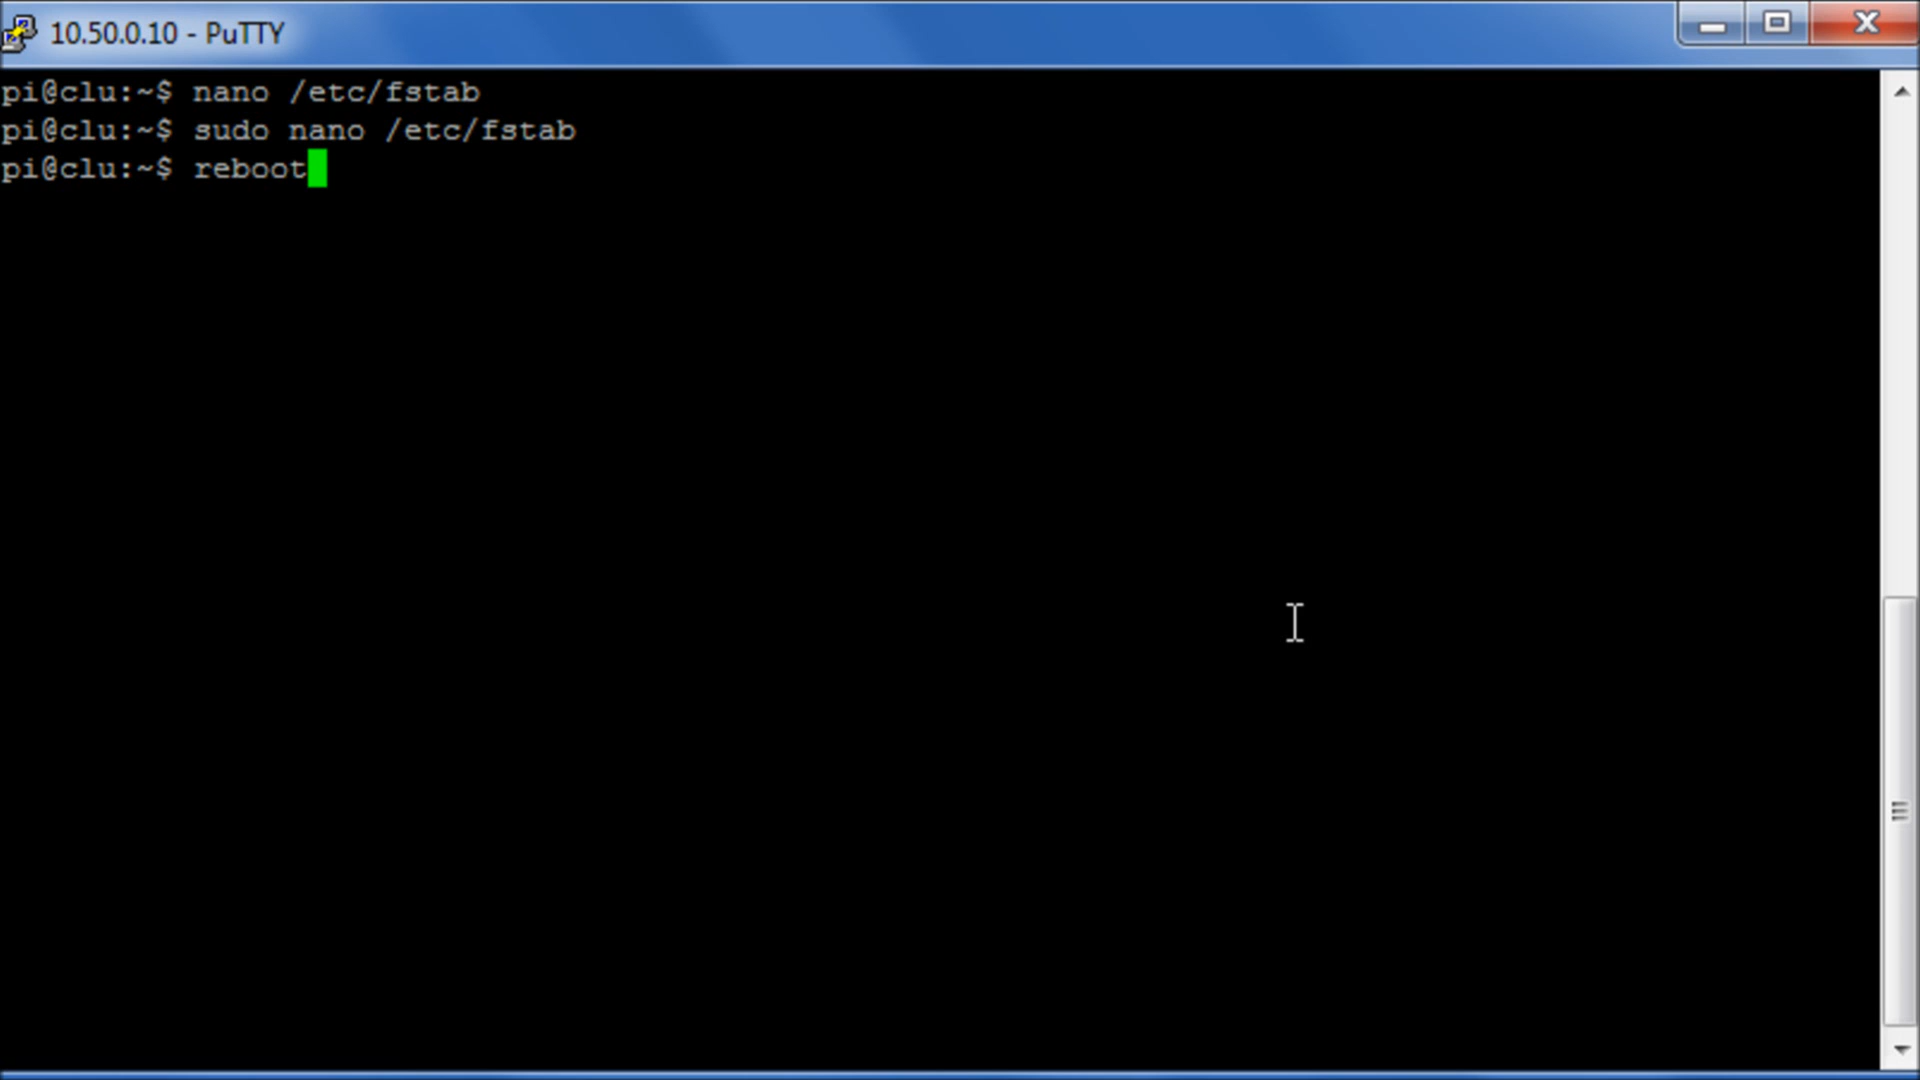 10.50.0.10 - PuTTY
pi@clu:~$ nano /etc/fstab
pi@clu:~$ sudo nano /etc/fstab
pi@clu:~$ reboot